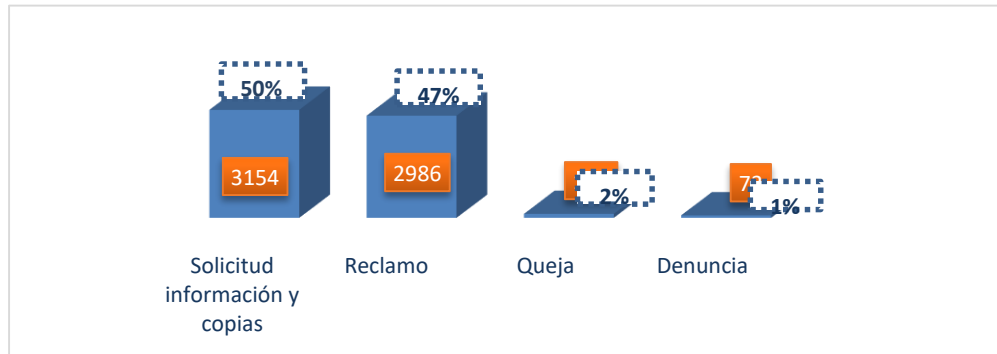 50%
47%
3154
2986
2%
1%
Solicitud
información y
copias
Reclamo
Queja
Denuncia